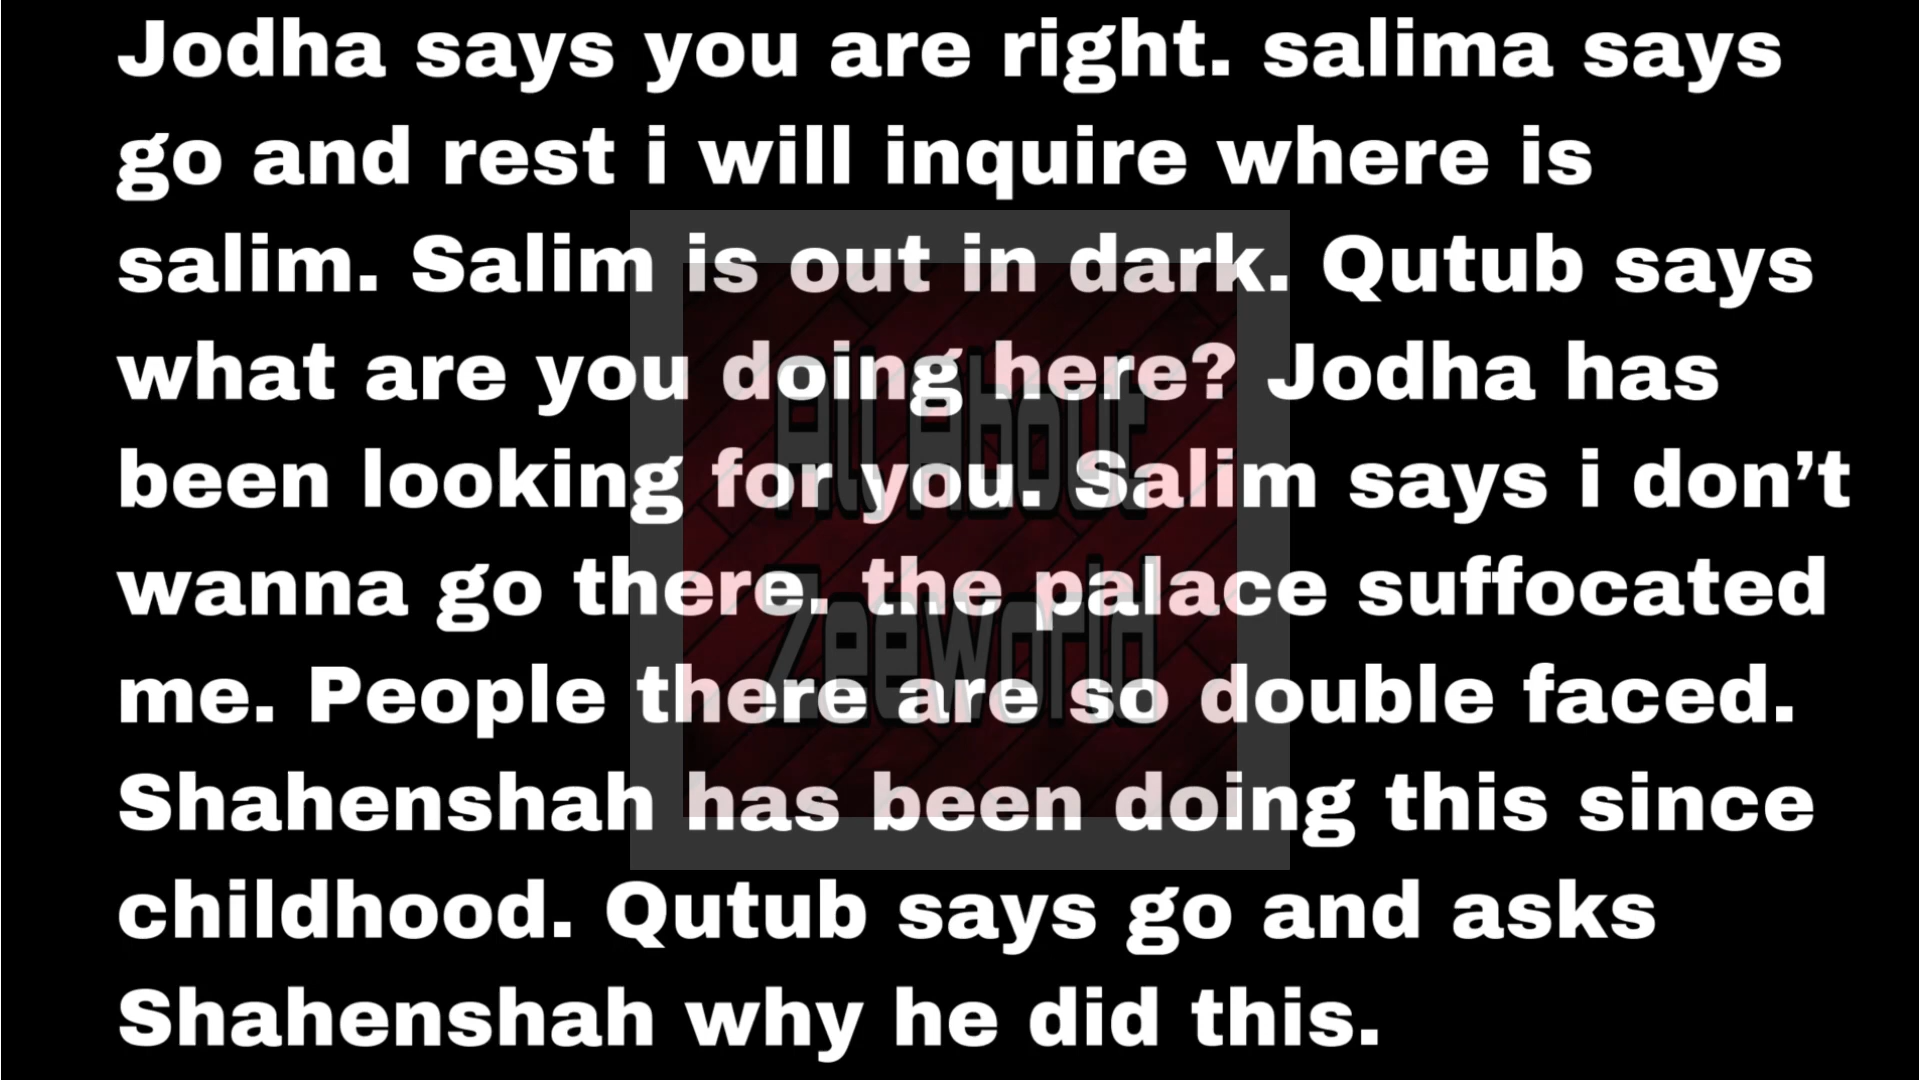 Jodha says you are right. salima says
go and rest i will inquire where is
salim. Salim is out in dark. Qutub says
what are you doing here? Jodha has
been looking for you. Salim says i don’t
wanna go there. the palace suffocated
me. People there are so double faced.
Shahenshah has been doing this since
childhood. Qutub says go and asks
Shahenshah why he did this.
All About
Zeeworld